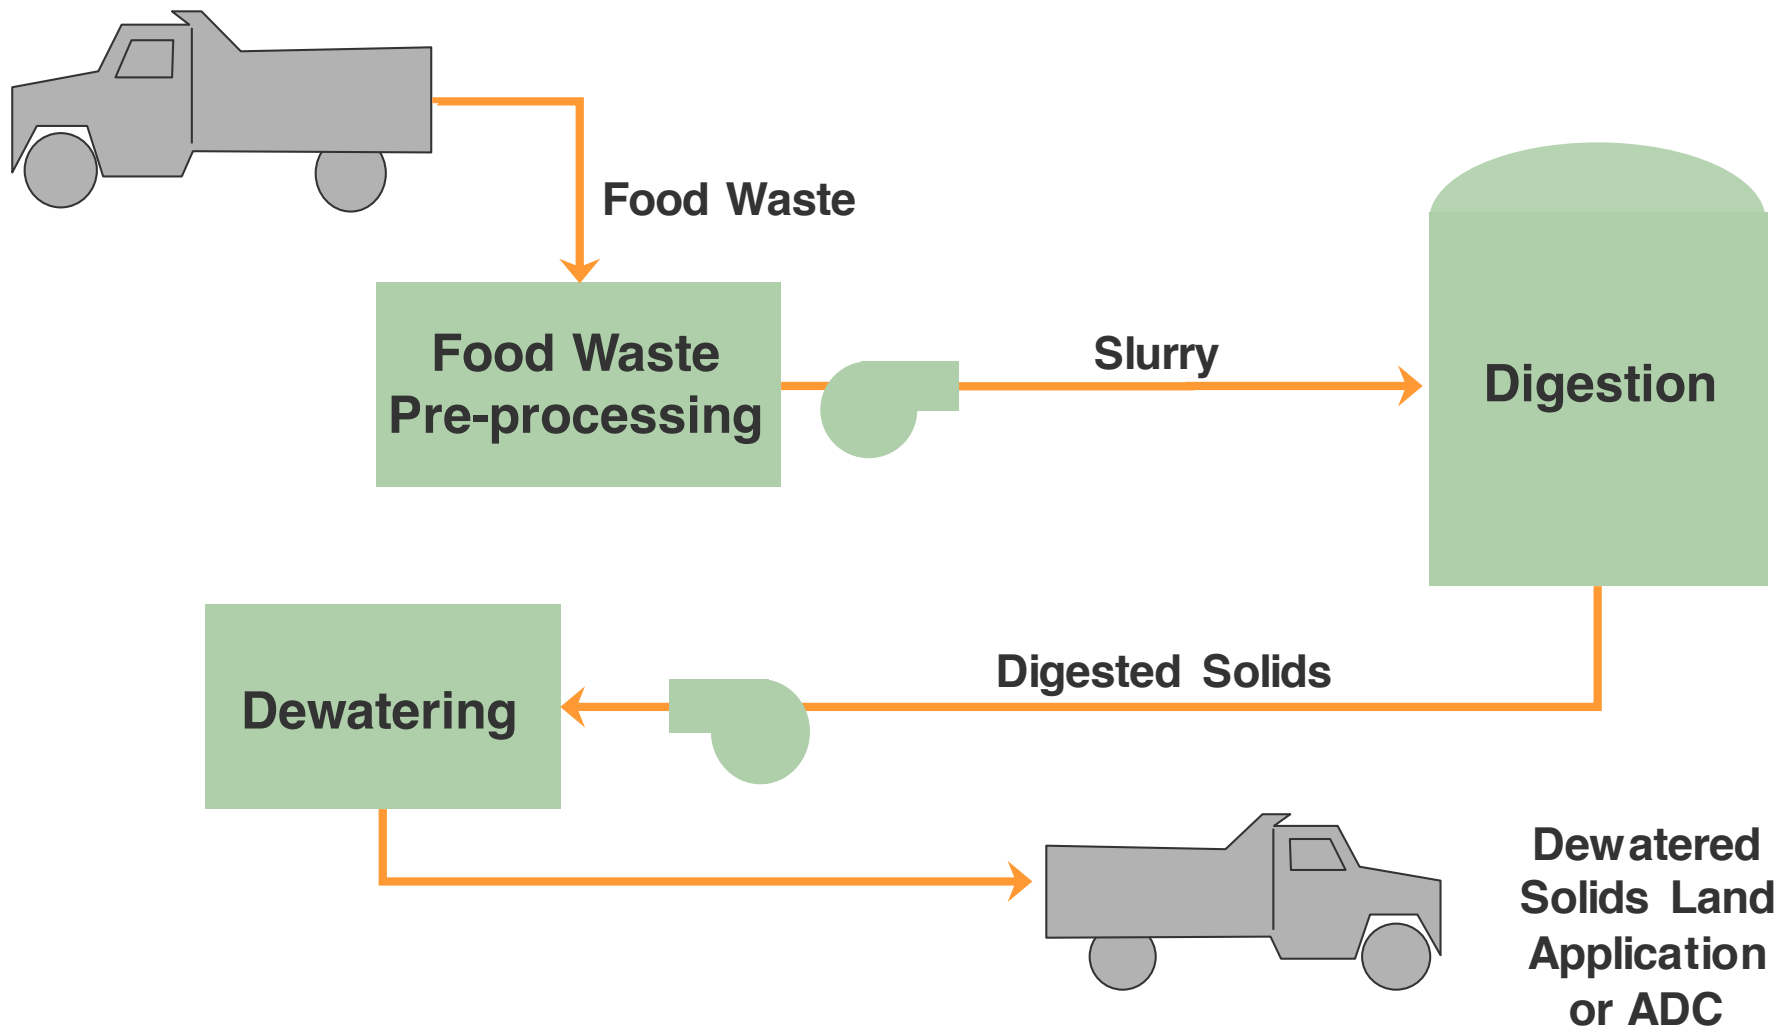 Food Waste
Food Waste
Pre-processing
Slurry
Digestion
Digested Solids
Dewatering
Dewatered
Solids Land
Application
or ADC